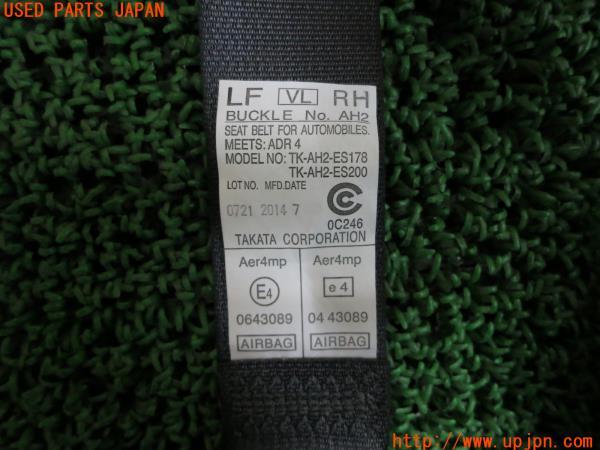 USED PARTS JAPAN
LF VL RH
BUCKLE No. AH2
SEAT BELT FOR AUTOMOBILES.
MEETS: ADR 4
MODEL NO: TK-AH2-ES178
TK-AH2-ES200
LOT NO. MFD.DATE
0721 2014 7
0C246
TAKATA CORPORATION
Aer4mp Aer4mp
E4 e4
0643089 04 43089
AIRBAG AIRBAG
http://www.upjpn.com/